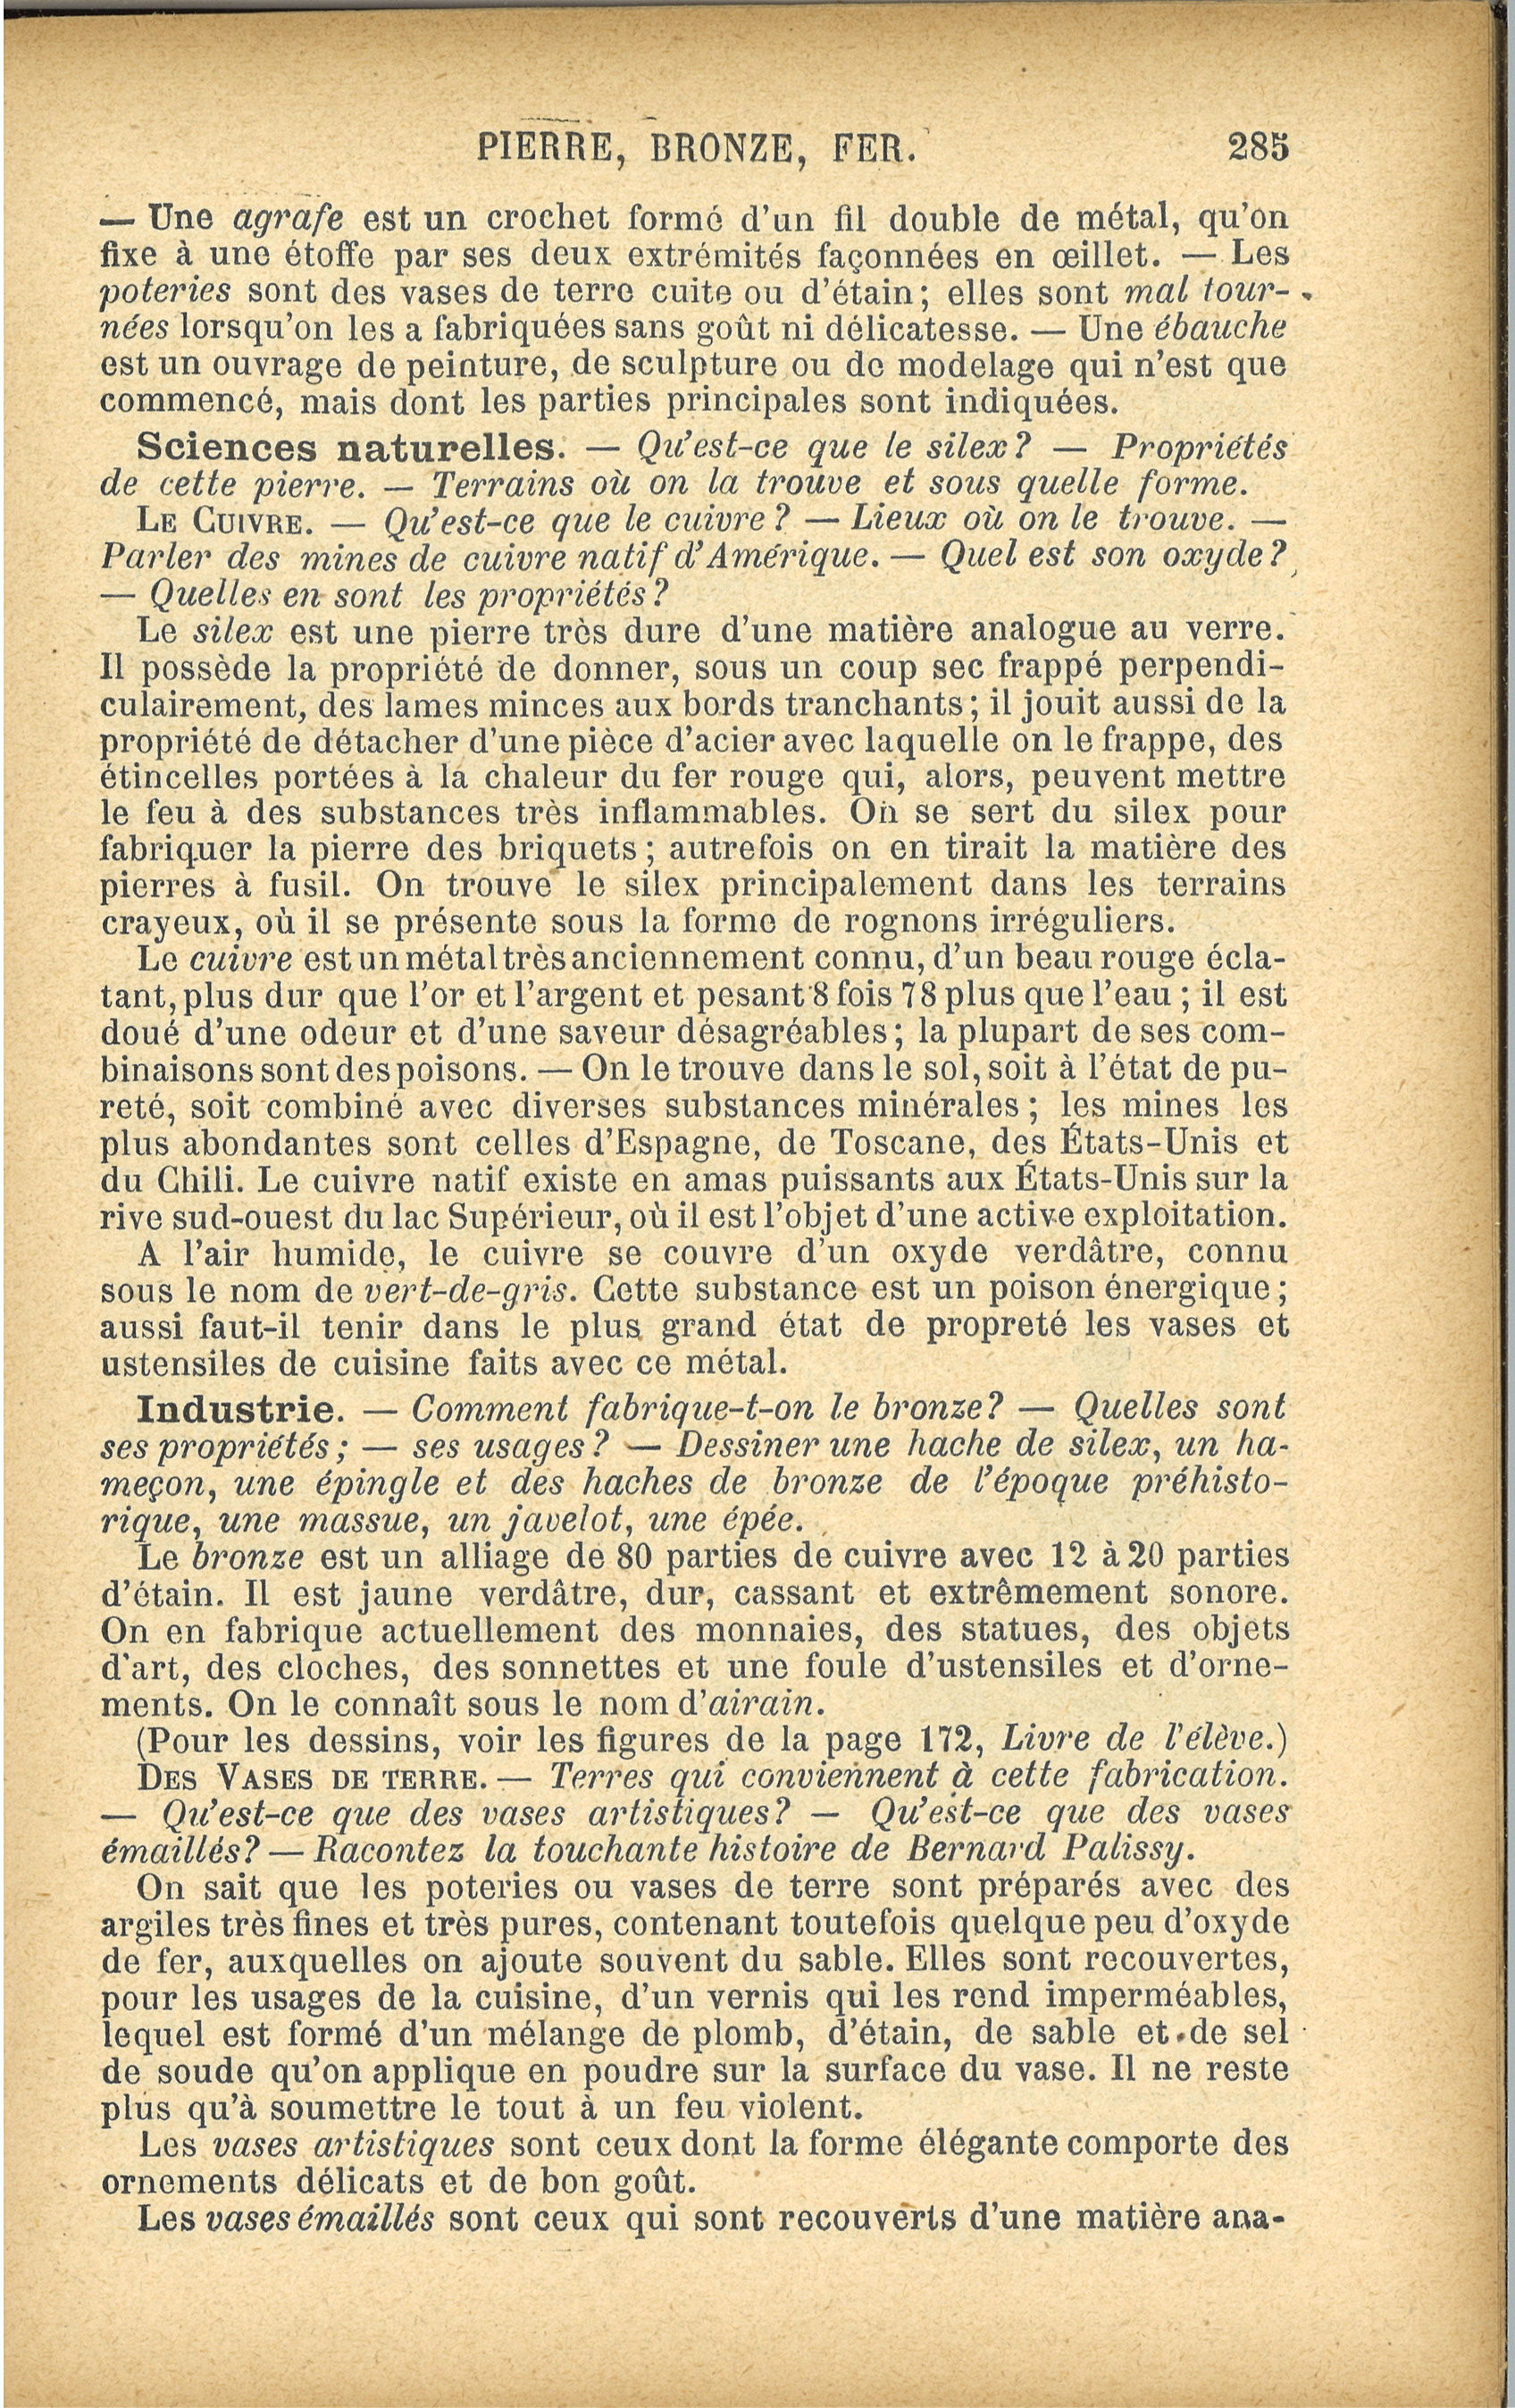 PIERRE, BRONZE, FER. 285
— Une agrafe est un crochet formé d'un fil double de métal, qu'on
fixe à une étoffe par ses deux extrémités façonnées en œillet. — Les
poteries sont des vases de terre cuite ou d'étain; elles sont mal tour-
nées lorsqu'on les a fabriquées sans goût ni délicatesse. — Une ébauche
est un ouvrage de peinture, de sculpture ou de modelage qui n'est que
commencé, mais dont les parties principales sont indiquées.
Sciences naturelles. — Qu'est-ce que le silex? — Propriétés
de cette pierre. — Terrains où on la trouve et sous quelle forme.
LE CUIVRE. — Qu'est-ce que le cuivre? — Lieux où on le trouve. —
Parler des mines de cuivre natif d'Amérique. — Quel est son oxyde?
— Quelles en sont les propriétés?
Le silex est une pierre très dure d'une matière analogue au verre.
Il possède la propriété de donner, sous un coup sec frappé perpendi-
culairement, des lames minces aux bords tranchants; il jouit aussi de la
propriété de détacher d'une pièce d'acier avec laquelle on le frappe, des
étincelles portées à la chaleur du fer rouge qui, alors, peuvent mettre
le feu à des substances très inflammables. On se sert du silex pour
fabriquer la pierre des briquets; autrefois on en tirait la matière des
pierres à fusil. On trouve le silex principalement dans les terrains
crayeux, où il se présente sous la forme de rognons irréguliers.
Le cuivre est un métal très anciennement connu, d'un beau rouge écla-
tant, plus dur que l'or et l'argent et pesant 8 fois 78 plus que l'eau; il est
doué d'une odeur et d'une saveur désagréables; la plupart de ses com-
binaisons sont des poisons. — On le trouve dans le sol, soit à l'état de pu-
reté, soit combiné avec diverses substances minérales; les mines les
plus abondantes sont celles d'Espagne, de Toscane, des États-Unis et
du Chili. Le cuivre natif existe en amas puissants aux États-Unis sur la
rive sud-ouest du lac Supérieur, où il est l'objet d'une active exploitation.
A l'air humide, le cuivre se couvre d'un oxyde verdâtre, connu
sous le nom de vert-de-gris. Cette substance est un poison énergique;
aussi faut-il tenir dans le plus grand état de propreté les vases et
ustensiles de cuisine faits avec ce métal.
Industrie. — Comment fabrique-t-on le bronze? — Quelles sont
ses propriétés; — ses usages? — Dessiner une hache de silex, un ha-
meçon, une épingle et des haches de bronze de l'époque préhisto-
rique, une massue, un javelot, une épée.
Le bronze est un alliage de 80 parties de cuivre avec 12 à 20 parties
d'étain. Il est jaune verdâtre, dur, cassant et extrêmement sonore.
On en fabrique actuellement des monnaies, des statues, des objets
d'art, des cloches, des sonnettes et une foule d'ustensiles et d'orne-
ments. On le connaît sous le nom d'airain.
(Pour les dessins, voir les figures de la page 172, Livre de l'élève.)
DES VASES DE TERRE. — Terres qui conviennent à cette fabrication.
— Qu'est-ce que des vases artistiques? — Qu'est-ce que des vases
émaillés? — Racontez la touchante histoire de Bernard Palissy.
On sait que les poteries ou vases de terre sont préparés avec des
argiles très fines et très pures, contenant toutefois quelque peu d'oxyde
de fer, auxquelles on ajoute souvent du sable. Elles sont recouvertes,
pour les usages de la cuisine, d'un vernis qui les rend imperméables,
lequel est formé d'un mélange de plomb, d'étain, de sable et de sel
de soude qu'on applique en poudre sur la surface du vase. Il ne reste
plus qu'à soumettre le tout à un feu violent.
Les vases artistiques sont ceux dont la forme élégante comporte des
ornements délicats et de bon goût.
Les vases émaillés sont ceux qui sont recouverts d'une matière ana-